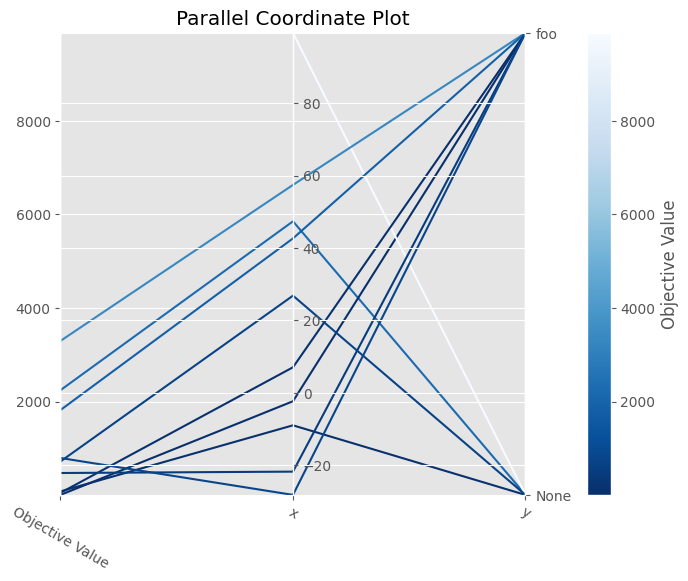 Parallel Coordinate Plot
8000
6000
4000
2000
80
60
40
20
0
−20
foo
None
8000
6000
4000
2000
Objective Value
Objective Value
x
y